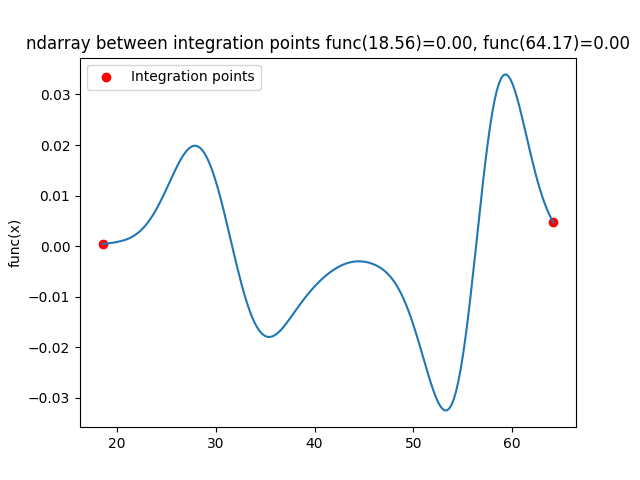 ndarray between integration points func(18.56)=0.00, func(64.17)=0.00
Integration points
func(x)
0.03
0.02
0.01
0.00
−0.01
−0.02
−0.03
20 30 40 50 60